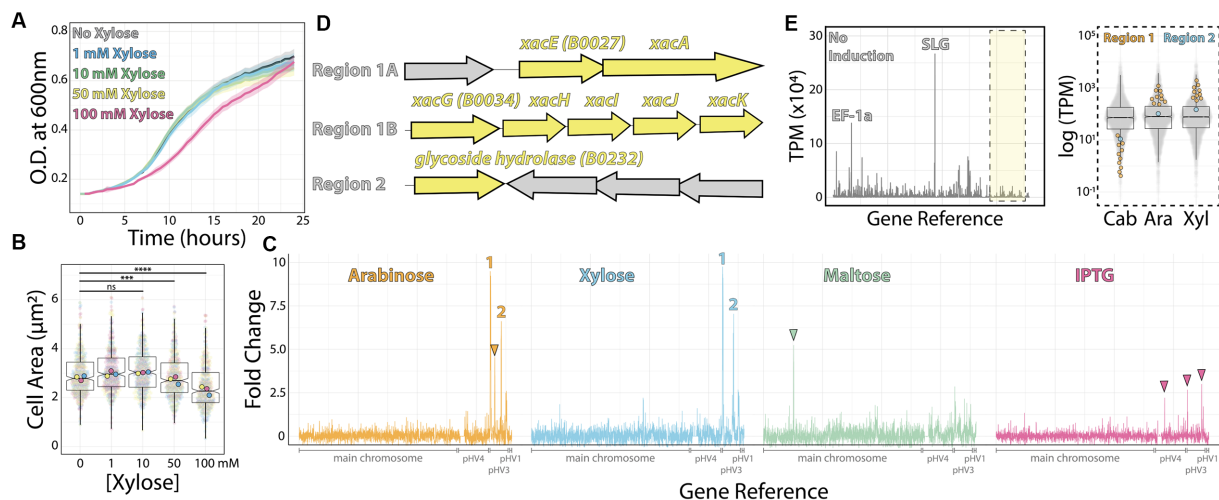 A
No Xylose
1 mM Xylose
10 mM Xylose
50 mM Xylose
100 mM Xylose
O.D. at 600nm
0.8
0.6
0.4
0.2
0 5 10 15 20 25
Time (hours)
B
****
***
ns
Cell Area (µm²)
6
4
2
0
0 1 10 50 100 mM
[Xylose]
D
xacE (B0027) xacA
Region 1A
xacG (B0034) xacH xacI xacJ xacK
Region 1B
glycoside hydrolase (B0232)
Region 2
E
No Induction
SLG
EF-1a
TPM (x10⁴)
30
20
10
0
Gene Reference
Region 1 Region 2
log (TPM)
10⁵
10³
10¹
10⁻¹
Cab Ara Xyl
C
Arabinose Xylose Maltose IPTG
1 2
1 2
Fold Change
10
7.5
5.0
2.5
0
main chromosome pHV4 pHV3 pHV1
main chromosome pHV4 pHV3 pHV1
main chromosome pHV4 pHV3 pHV1
main chromosome pHV4 pHV3 pHV1
Gene Reference